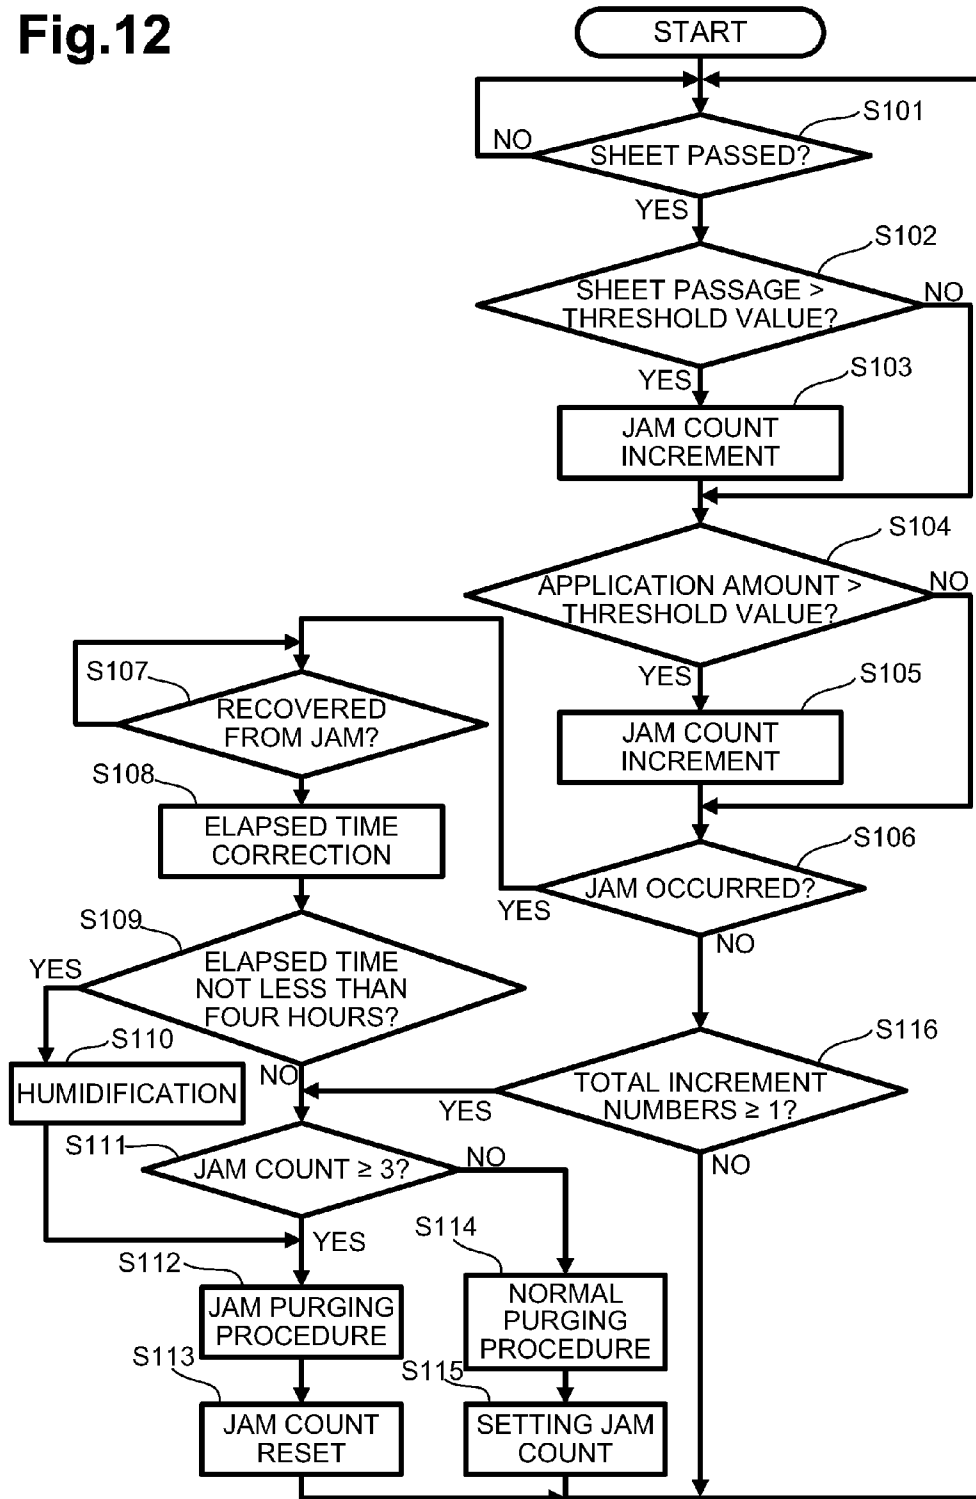 Fig.12
START
S101
NO
SHEET PASSED?
YES
S102
SHEET PASSAGE >
THRESHOLD VALUE?
NO
YES
S103
JAM COUNT
INCREMENT
S104
APPLICATION AMOUNT >
THRESHOLD VALUE?
NO
YES
S105
JAM COUNT
INCREMENT
S106
JAM OCCURRED?
YES
NO
S107
RECOVERED
FROM JAM?
S108
ELAPSED TIME
CORRECTION
S109
YES
ELAPSED TIME
NOT LESS THAN
FOUR HOURS?
NO
S110
HUMIDIFICATION
S116
TOTAL INCREMENT
NUMBERS ≥ 1?
YES
NO
S111
JAM COUNT ≥ 3?
NO
YES
S112
JAM PURGING
PROCEDURE
S113
JAM COUNT
RESET
S114
NORMAL
PURGING
PROCEDURE
S115
SETTING JAM
COUNT